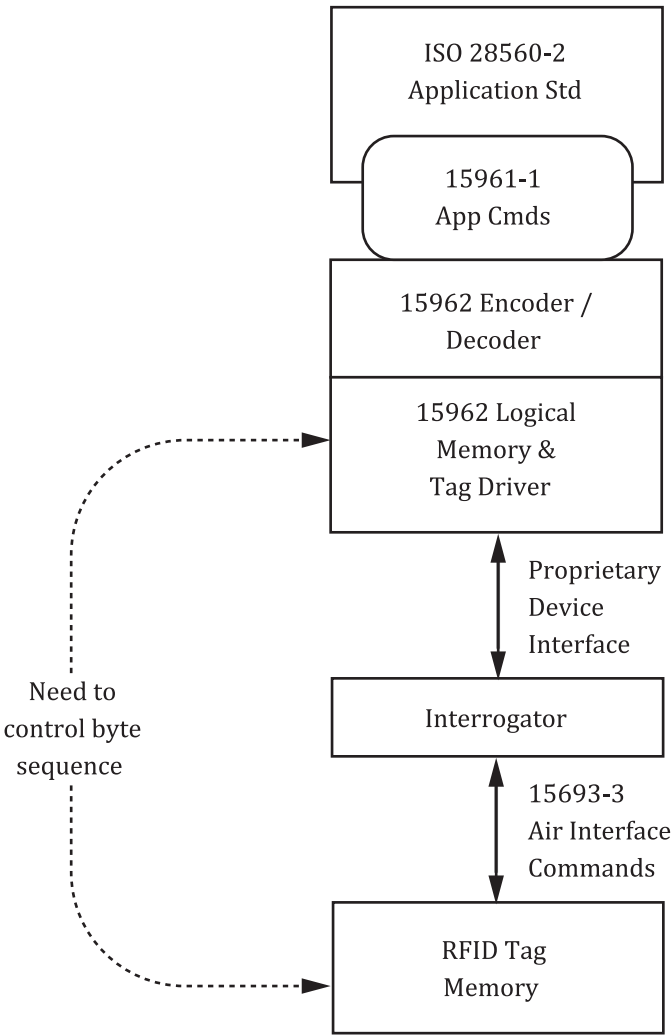 ISO 28560-2
Application Std
15961-1
App Cmds
15962 Encoder /
Decoder
15962 Logical
Memory &
Tag Driver
Proprietary
Device
Interface
Need to
control byte
sequence
Interrogator
15693-3
Air Interface
Commands
RFID Tag
Memory